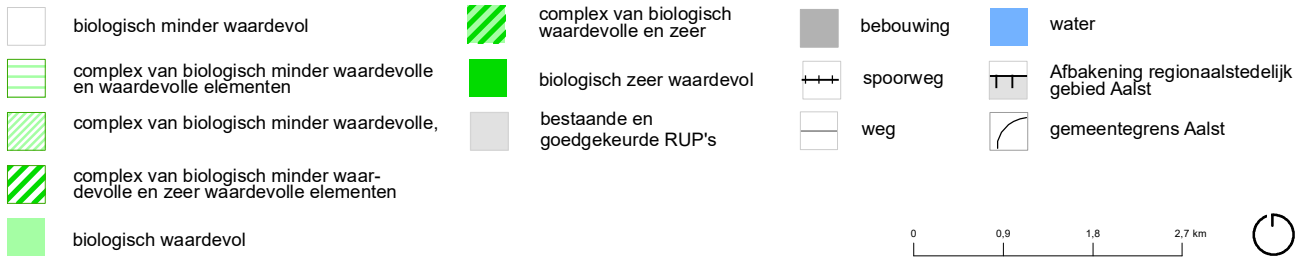 biologisch minder waardevol
complex van biologisch minder waardevolle
en waardevolle elementen
complex van biologisch minder waardevolle,
complex van biologisch minder waar-
devolle en zeer waardevolle elementen
biologisch waardevol
complex van biologisch
waardevolle en zeer
biologisch zeer waardevol
bestaande en
goedgekeurde RUP's
bebouwing
spoorweg
weg
water
Afbakening regionaalstedelijk
gebied Aalst
gemeentegrens Aalst
0 0,9 1,8 2,7 km